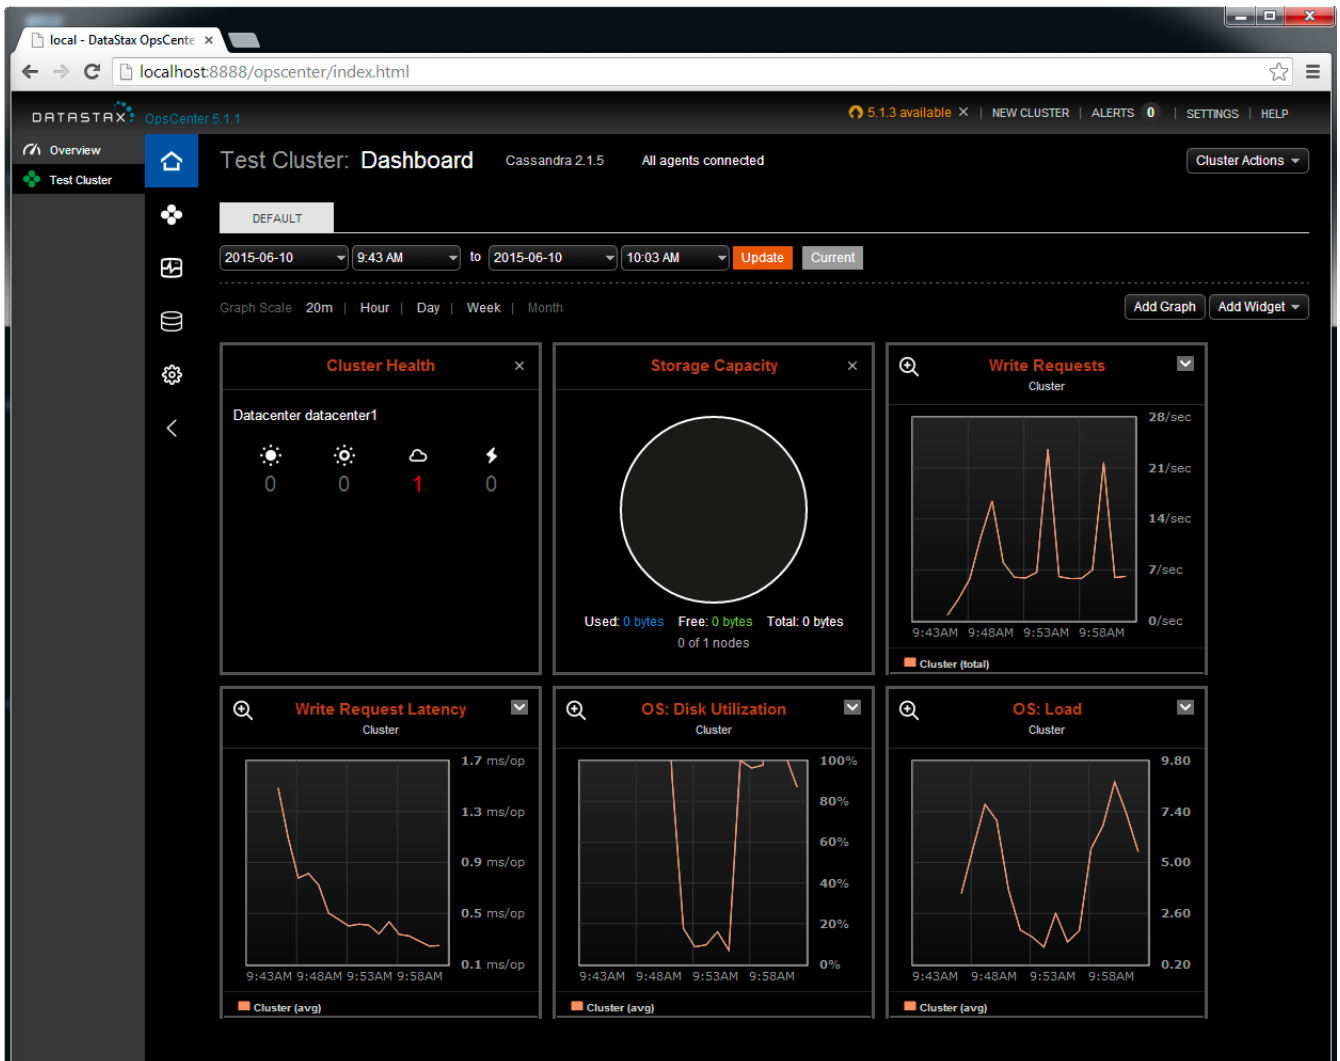 local - DataStax OpsCente
localhost:8888/opscenter/index.html
DATASTAX OpsCenter 5.1.1
5.1.3 available × | NEW CLUSTER | ALERTS 0 | SETTINGS | HELP
Overview
Test Cluster
Test Cluster: Dashboard Cassandra 2.1.5 All agents connected
Cluster Actions
DEFAULT
2015-06-10 9:43 AM to 2015-06-10 10:03 AM Update Current
Graph Scale 20m | Hour | Day | Week | Month
Add Graph Add Widget
Cluster Health
Datacenter datacenter1
0 0 1 0
Storage Capacity
Used: 0 bytes Free: 0 bytes Total: 0 bytes
0 of 1 nodes
Write Requests
Cluster
28/sec
21/sec
14/sec
7/sec
0/sec
9:43AM 9:48AM 9:53AM 9:58AM
Cluster (total)
Write Request Latency
Cluster
1.7 ms/op
1.3 ms/op
0.9 ms/op
0.5 ms/op
0.1 ms/op
9:43AM 9:48AM 9:53AM 9:58AM
Cluster (avg)
OS: Disk Utilization
Cluster
100%
80%
60%
40%
20%
0%
9:43AM 9:48AM 9:53AM 9:58AM
Cluster (avg)
OS: Load
Cluster
9.80
7.40
5.00
2.60
0.20
9:43AM 9:48AM 9:53AM 9:58AM
Cluster (avg)